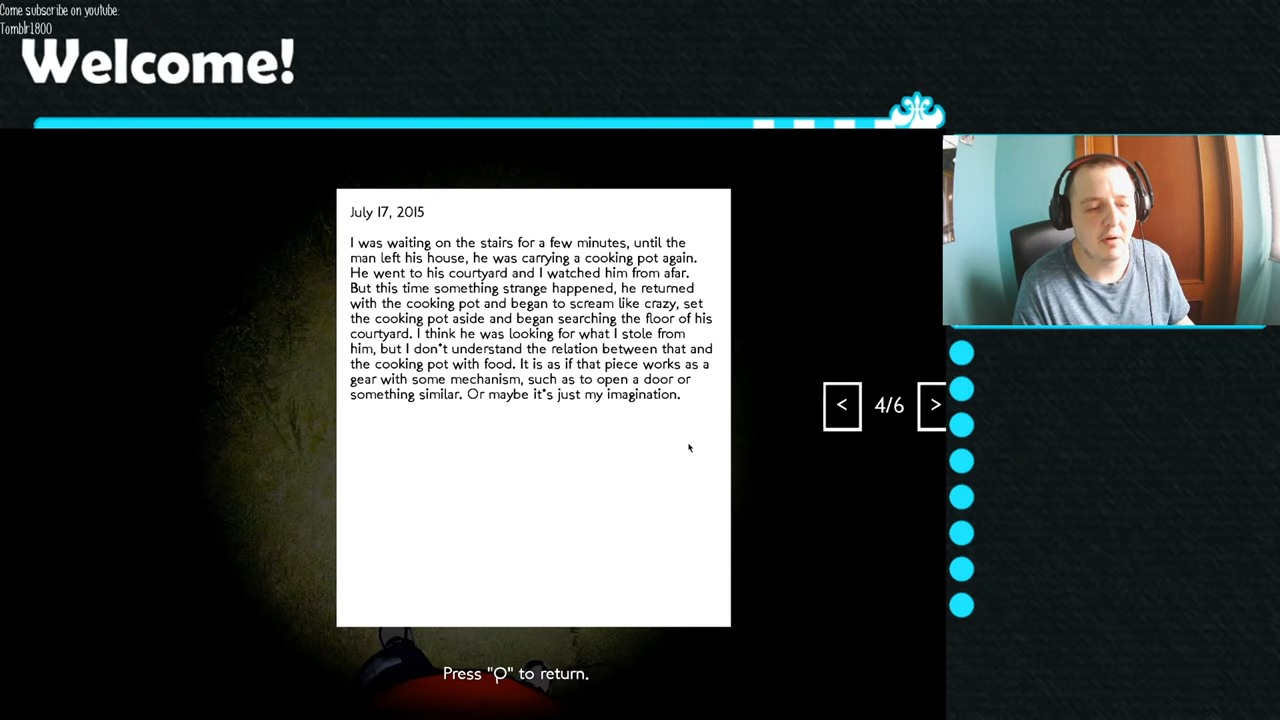 Come subscribe on youtube:
Tomblr1800
Welcome!
July 17, 2015
I was waiting on the stairs for a few minutes, until the
man left his house, he was carrying a cooking pot again.
He went to his courtyard and I watched him from afar.
But this time something strange happened, he returned
with the cooking pot and began to scream like crazy, set
the cooking pot aside and began searching the floor of his
courtyard. I think he was looking for what I stole from
him, but I don't understand the relation between that and
the cooking pot with food. It is as if that piece works as a
gear with some mechanism, such as to open a door or
something similar. Or maybe it's just my imagination.
< 4/6 >
Press "Q" to return.